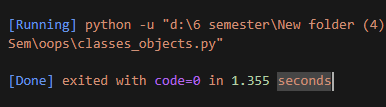 [Running] python -u "d:\6 semester\New folder (4)
Sem\oops\classes_objects.py"
[Done] exited with code=0 in 1.355 seconds